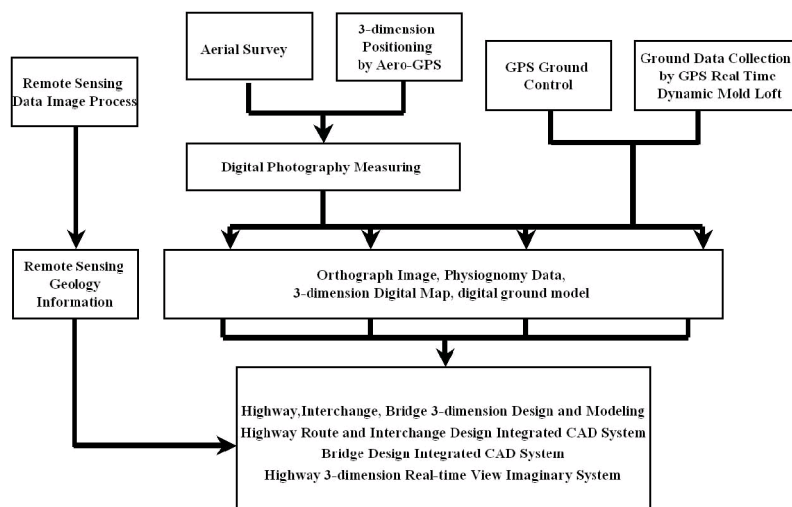 Remote Sensing
Data Image Process
Aerial Survey
3-dimension
Positioning
by Aero-GPS
GPS Ground
Control
Ground Data Collection
by GPS Real Time
Dynamic Mold Loft
Digital Photography Measuring
Remote Sensing
Geology
Information
Orthograph Image, Physiognomy Data,
3-dimension Digital Map, digital ground model
Highway,Interchange, Bridge 3-dimension Design and Modeling
Highway Route and Interchange Design Integrated CAD System
Bridge Design Integrated CAD System
Highway 3-dimension Real-time View Imaginary System